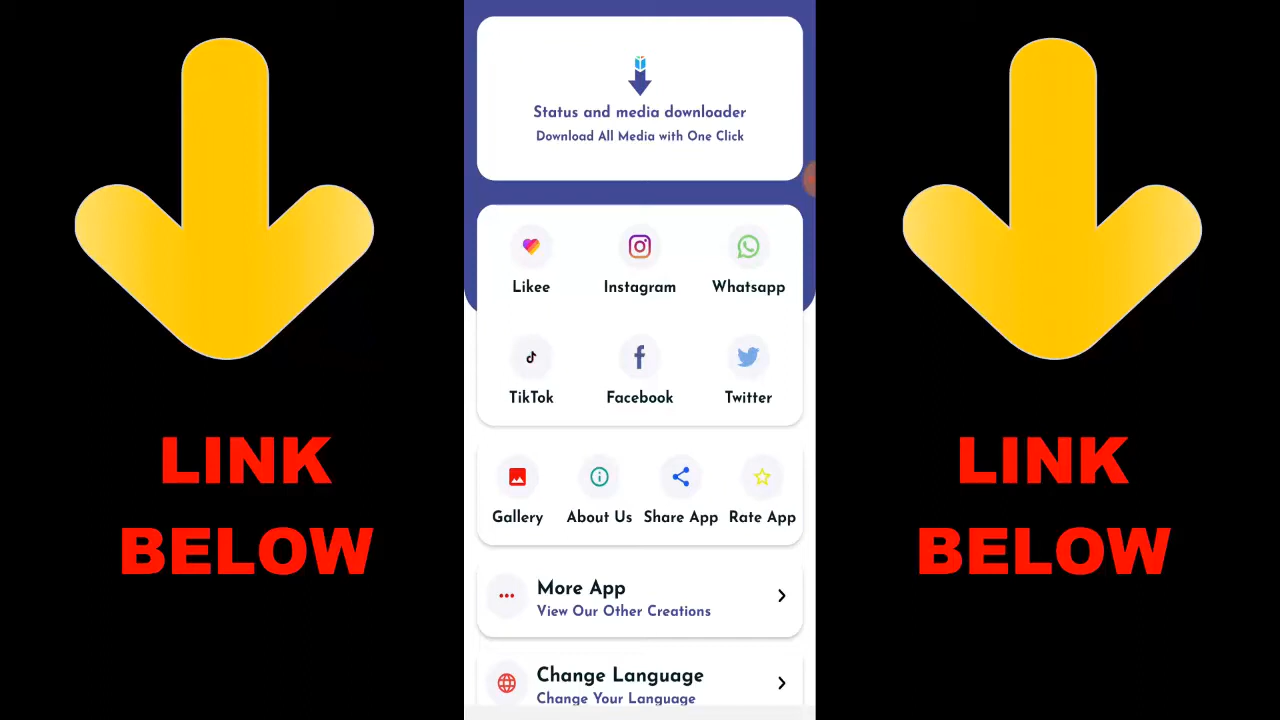 Status and media downloader
Download All Media with One Click
Likee
Instagram
Whatsapp
TikTok
Facebook
Twitter
Gallery
About Us
Share App
Rate App
More App
View Our Other Creations
Change Language
Change Your Language
LINK
BELOW
LINK
BELOW